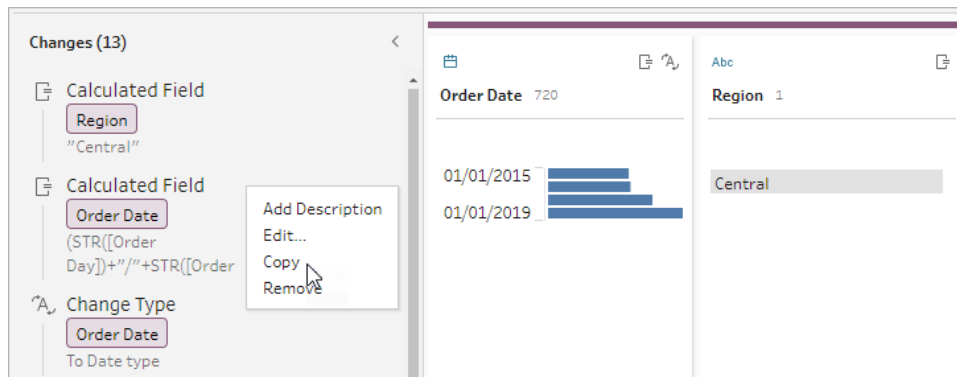 Changes (13)
Calculated Field
Region
"Central"
Calculated Field
Order Date
(STR([Order
Day])+"/"+STR([Order
Change Type
Order Date
To Date type
Add Description
Edit...
Copy
Remove
Order Date 720
01/01/2015
01/01/2019
Abc
Region 1
Central